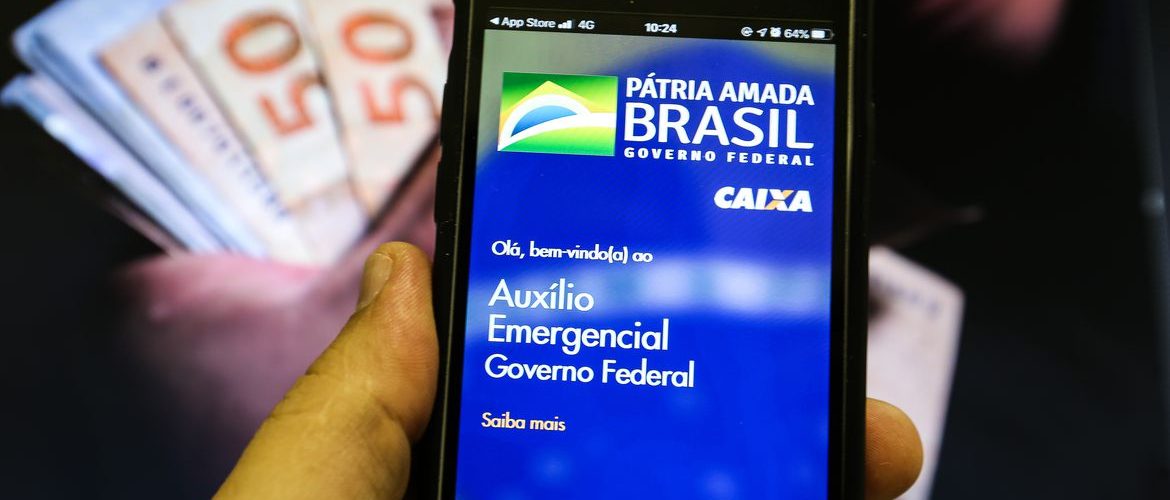 50
50
App Store 4G 10:24 64%
PÁTRIA AMADA
BRASIL
GOVERNO FEDERAL
CAIXA
Olá, bem-vindo(a) ao
Auxílio
Emergencial
Governo Federal
Saiba mais